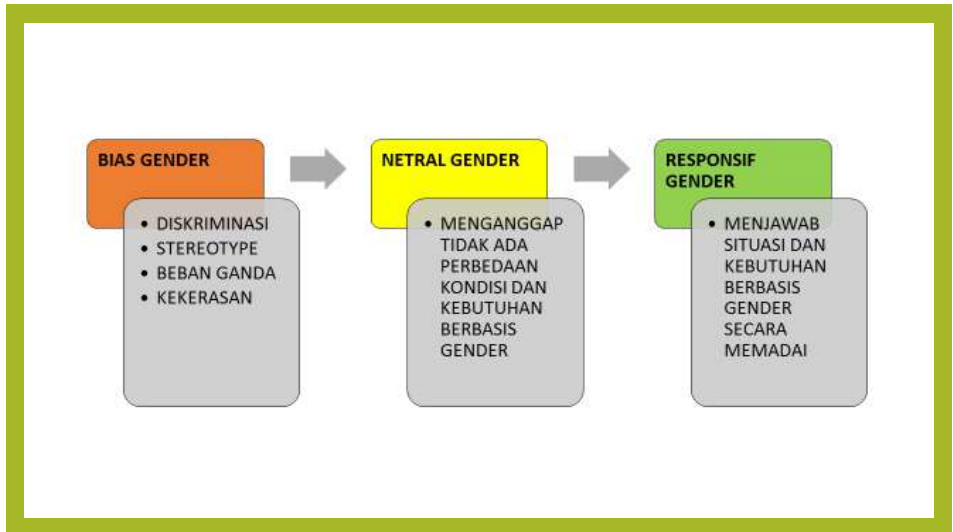 BIAS GENDER
• DISKRIMINASI
• STEREOTYPE
• BEBAN GANDA
• KEKERASAN
NETRAL GENDER
• MENGANGGAP
TIDAK ADA
PERBEDAAN
KONDISI DAN
KEBUTUHAN
BERBASIS
GENDER
RESPONSIF
GENDER
• MENJAWAB
SITUASI DAN
KEBUTUHAN
BERBASIS
GENDER
SECARA
MEMADAI